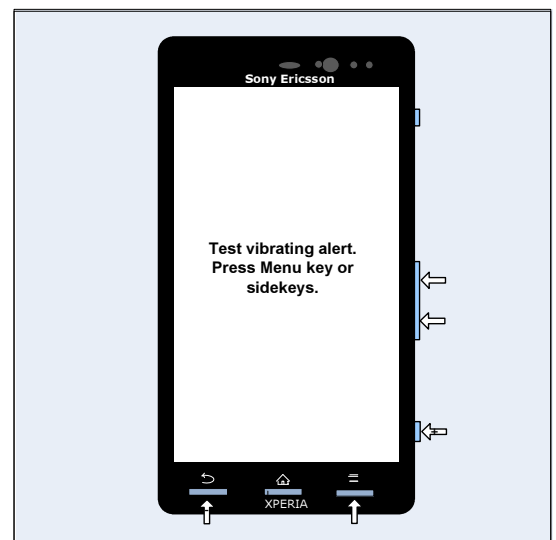 Sony Ericsson
Test vibrating alert.
Press Menu key or
sidekeys.
XPERIA